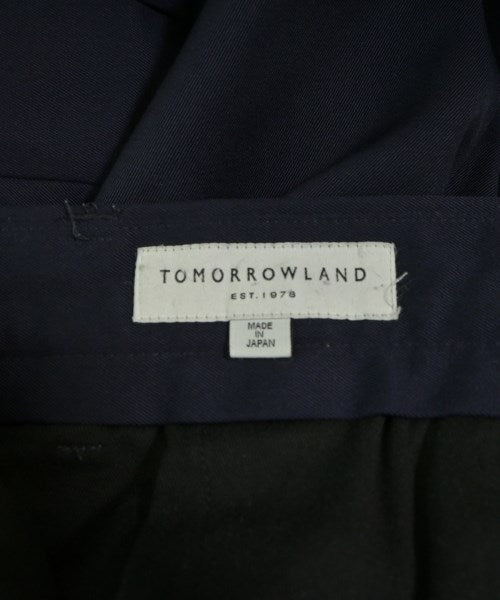 TOMORROWLAND
EST. 1978
MADE
IN
JAPAN